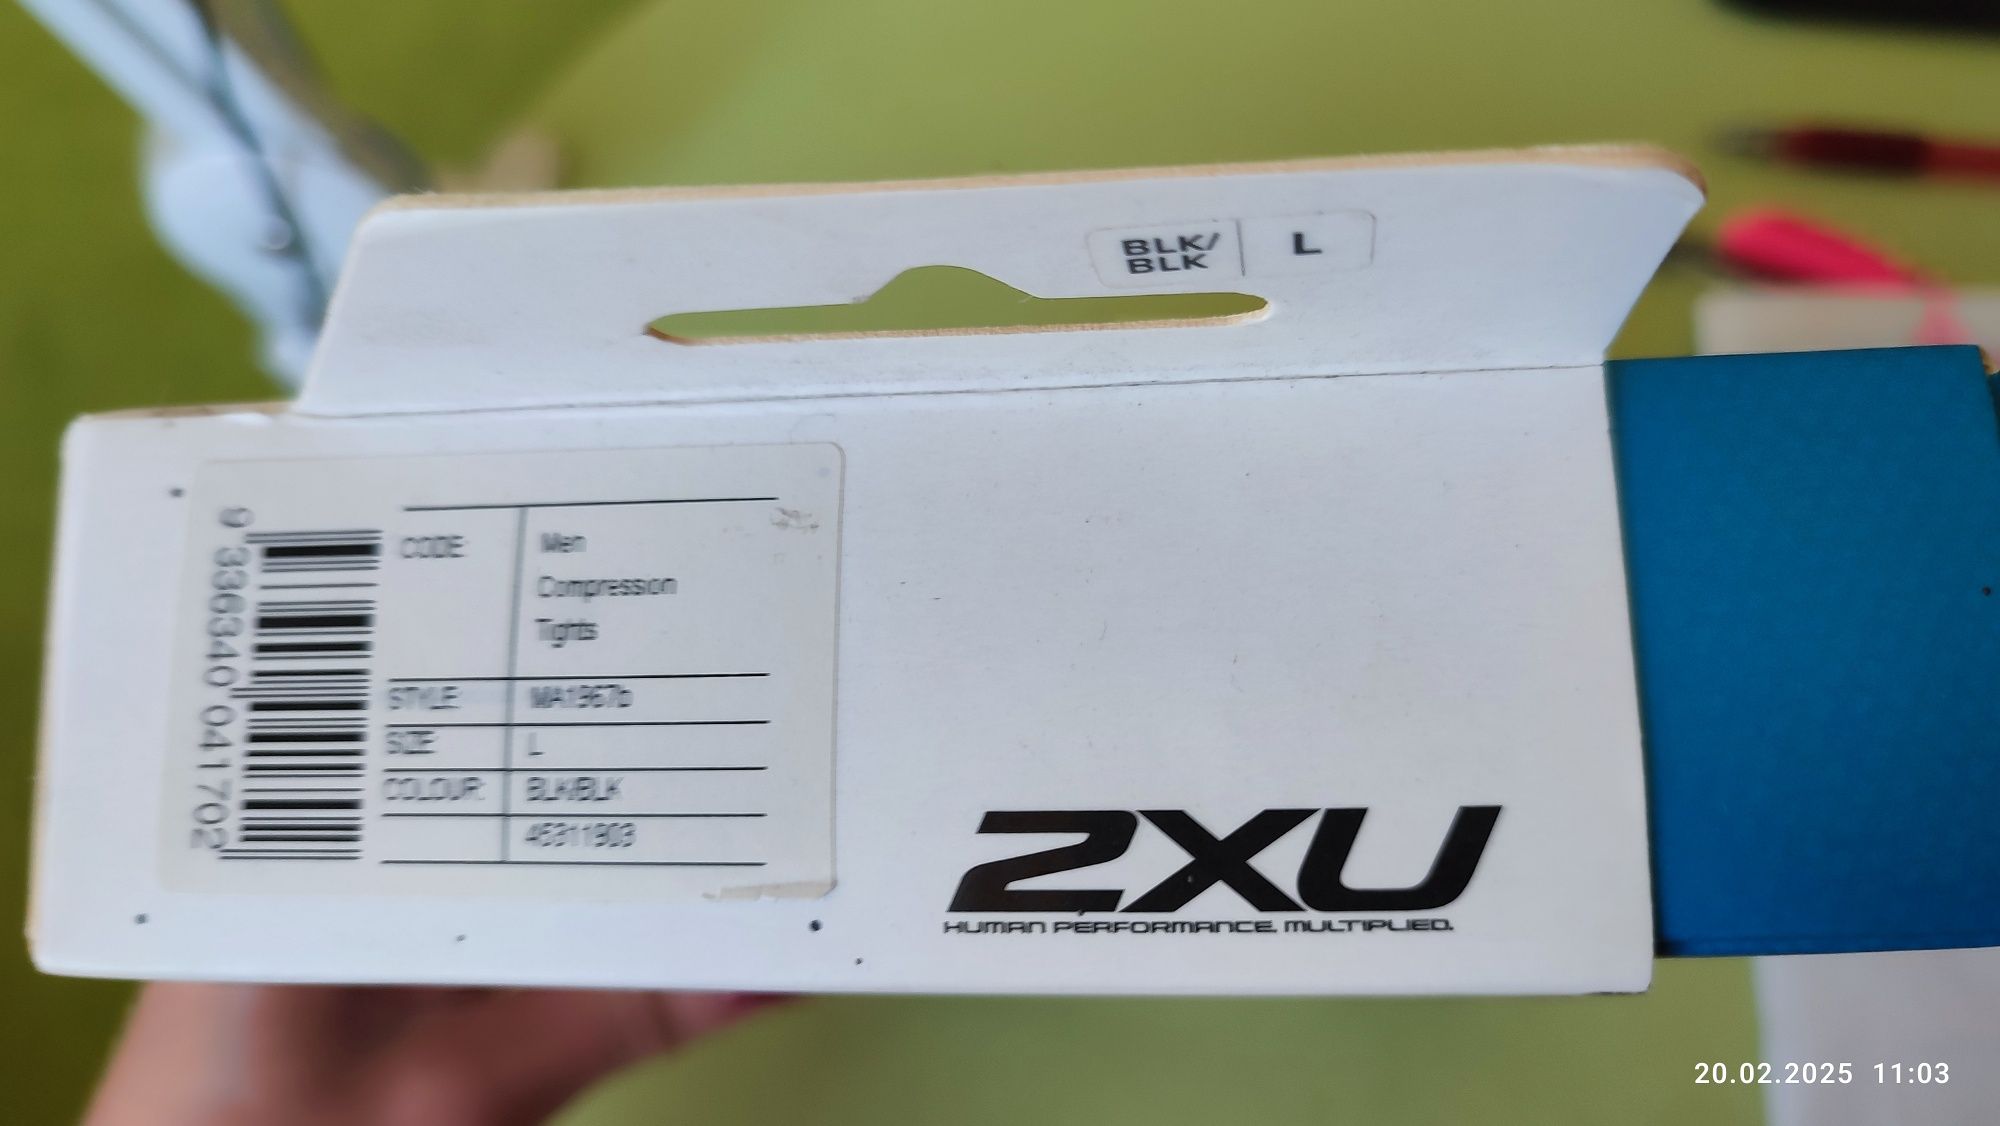 BLK/ L
BLK
9 336340 041702
CODE: Men
Compression
Tights
STYLE: MA1967b
SIZE: L
COLOUR: BLK/BLK
2XU
HUMAN PERFORMANCE. MULTIPLIED.
20.02.2025 11:03